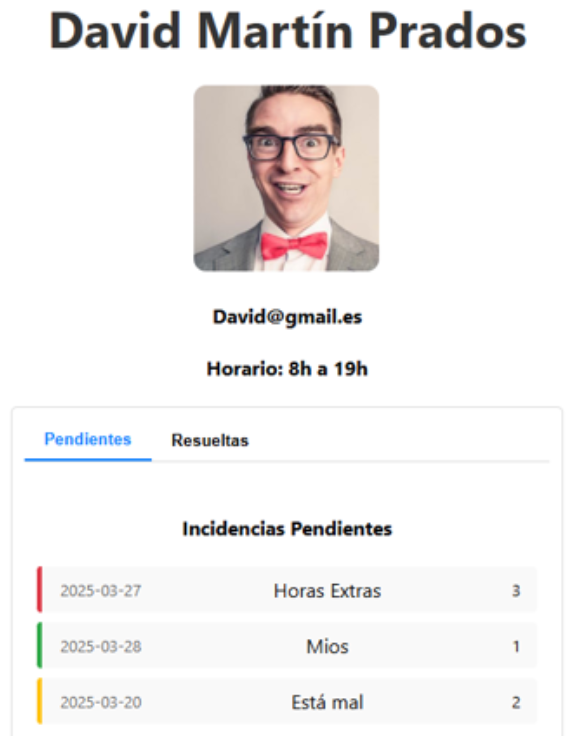 David Martín Prados
David@gmail.es
Horario: 8h a 19h
Pendientes Resueltas
Incidencias Pendientes
2025-03-27 Horas Extras 3
2025-03-28 Mios 1
2025-03-20 Está mal 2